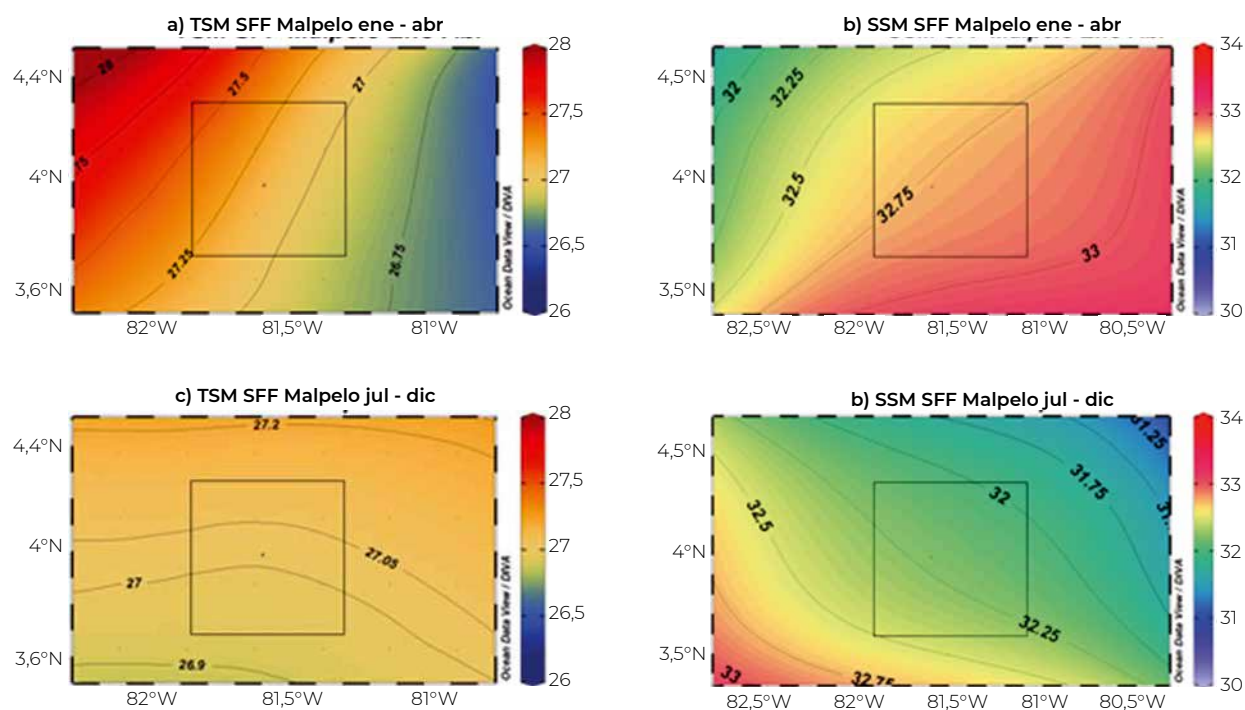 a) TSM SFF Malpelo ene - abr
4,4°N
4°N
3,6°N
82°W 81,5°W 81°W
28
75
27.5
27
27.25
26.75
Ocean Data View / DIVA
28
27,5
27
26,5
26
b) SSM SFF Malpelo ene - abr
4,5°N
4°N
3,5°N
82,5°W 82°W 81,5°W 81°W 80,5°W
32
32.25
32.5
32.75
33
Ocean Data View / DIVA
34
33
32
31
30
c) TSM SFF Malpelo jul - dic
4,4°N
4°N
3,6°N
82°W 81,5°W 81°W
27.2
27.05
27
26.9
Ocean Data View / DIVA
28
27,5
27
26,5
26
b) SSM SFF Malpelo jul - dic
4,5°N
4°N
3,5°N
82,5°W 82°W 81,5°W 81°W 80,5°W
31.25
31.75
32
32.5
32.25
33
32.75
Ocean Data View / DIVA
34
33
32
31
30